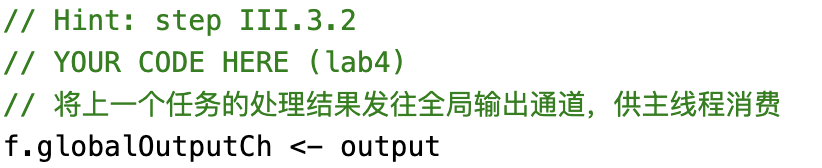 // Hint: step III.3.2
// YOUR CODE HERE (lab4)
// 将上一个任务的处理结果发往全局输出通道，供主线程消费
f.globalOutputCh <- output